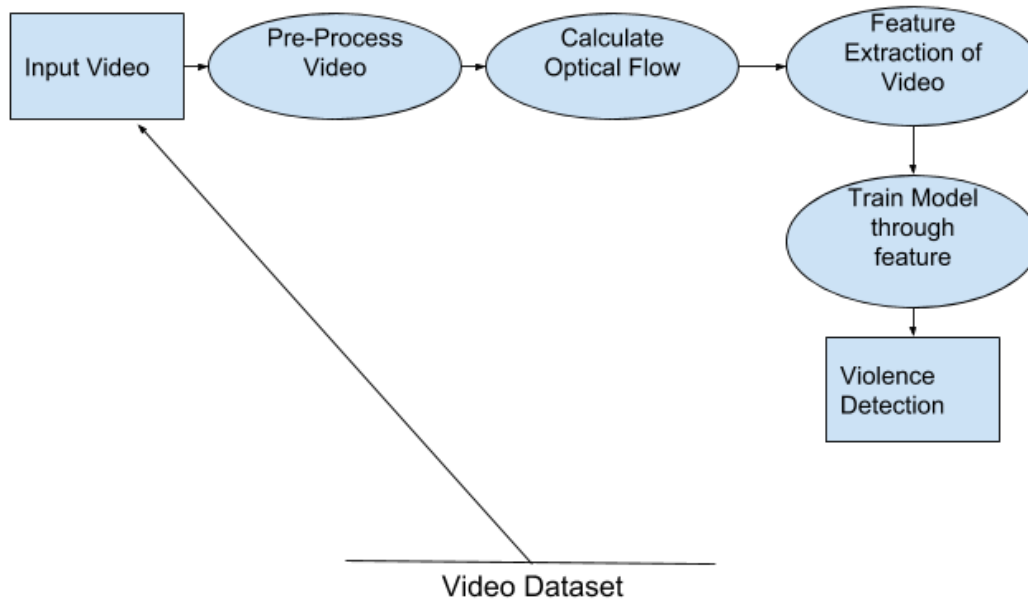 Input Video
Pre-Process
Video
Calculate
Optical Flow
Feature
Extraction of
Video
Train Model
through
feature
Violence
Detection
Video Dataset